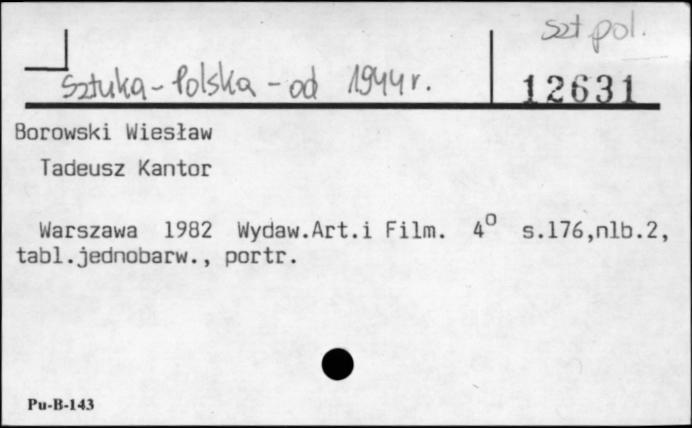 szt pol.
Sztuka - Polska - od 1944 r.
12631
Borowski Wiesław
Tadeusz Kantor
Warszawa 1982 Wydaw.Art.i Film. 4º s.176,nlb.2,
tabl.jednobarw., portr.
Pu-B-143